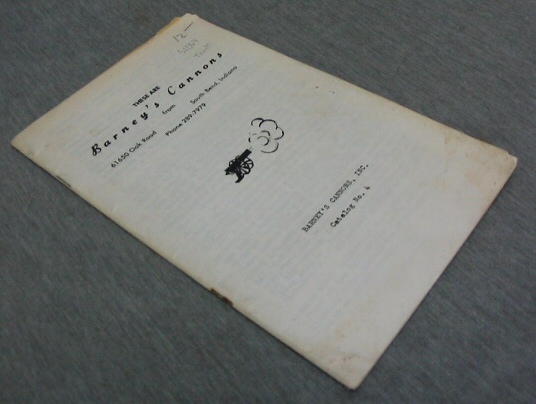 12—
THESE ARE
Barney's Cannons
from
61650 Oak Road South Bend, Indiana
Phone 289-7979
BARNEY'S CANNONS, INC.
Catalog No. 4